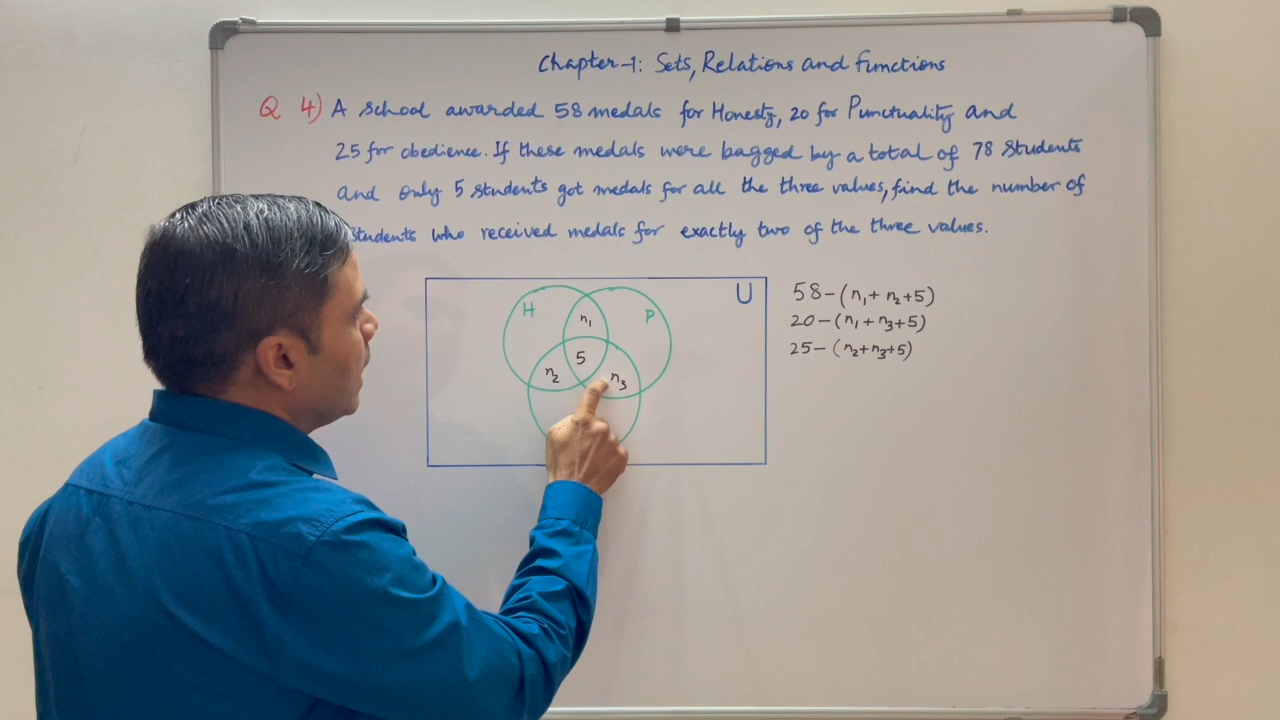 Chapter-1: Sets, Relations and Functions
Q 4) A school awarded 58 medals for Honesty, 20 for Punctuality and
25 for obedience. If these medals were bagged by a total of 78 students
and only 5 students got medals for all the three values, find the number of
students who received medals for exactly two of the three values.
U
H
P
n₁
5
n₂
n₃
58-(n₁+ n₂+5)
20-(n₁+n₃+5)
25-(n₂+n₃+5)